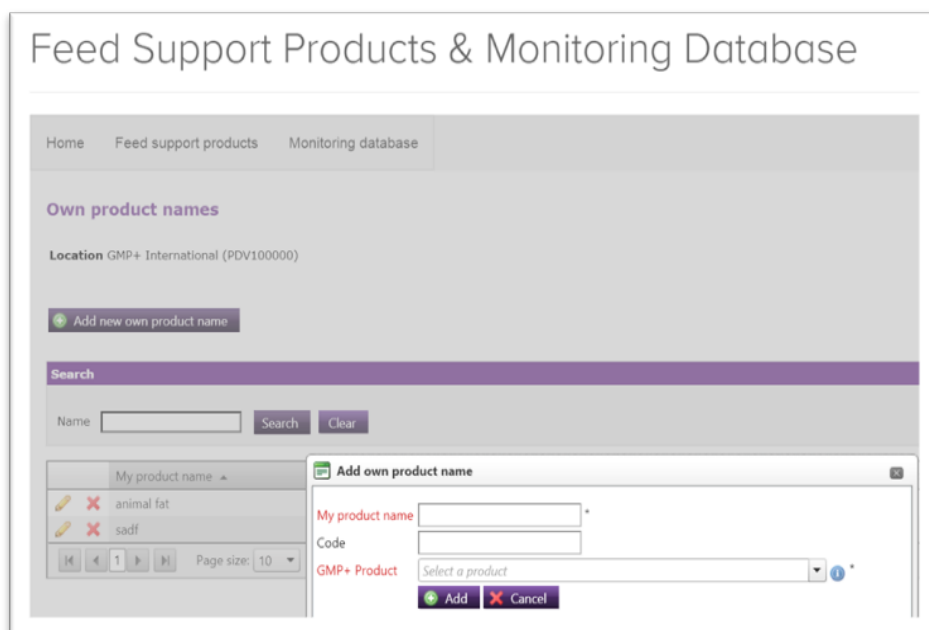 Feed Support Products & Monitoring Database
Home Feed support products Monitoring database
Own product names
Location GMP+ International (PDV100000)
Add new own product name
Search
Name Search Clear
My product name
animal fat
sadf
1 Page size: 10
Add own product name
My product name *
Code
GMP+ Product Select a product *
Add Cancel